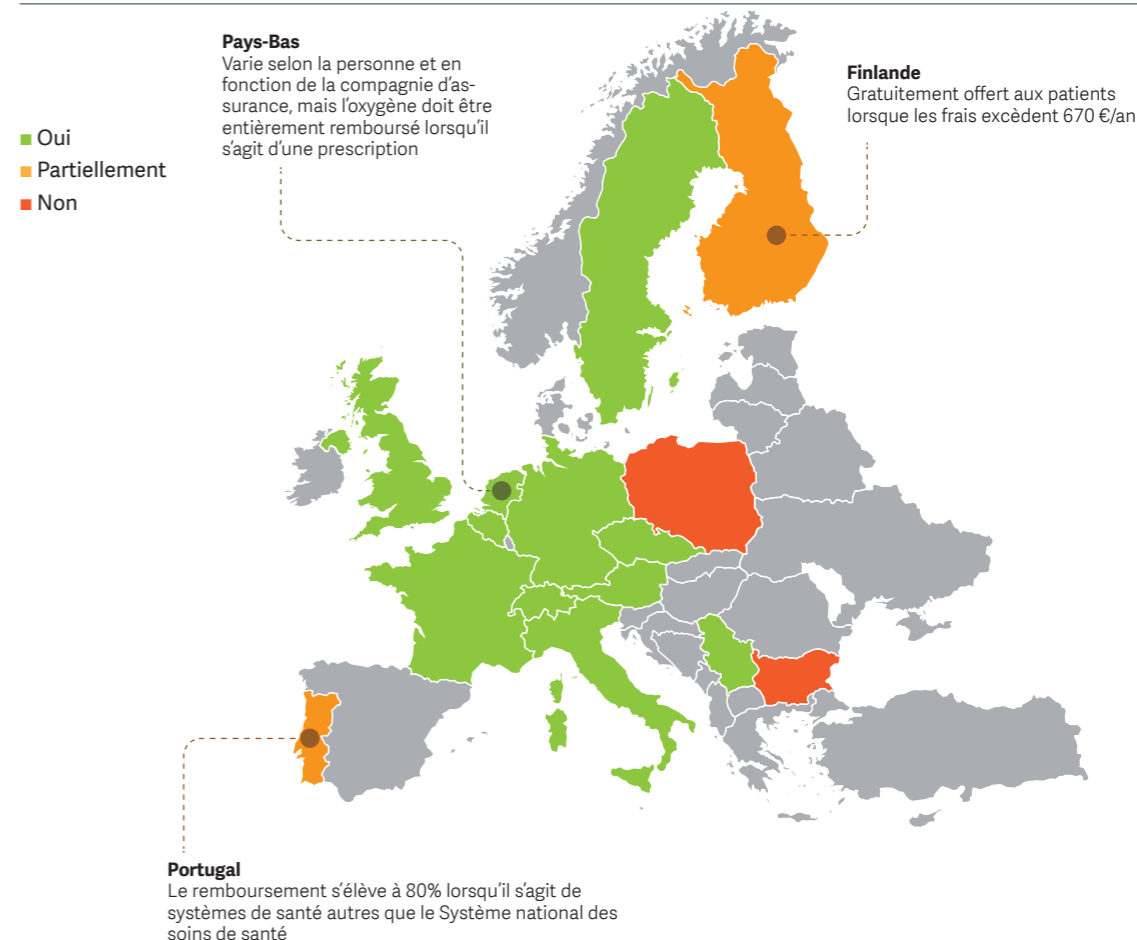 Pays-Bas
Varie selon la personne et en
fonction de la compagnie d'as-
surance, mais l'oxygène doit être
entièrement remboursé lorsqu'il
s'agit d'une prescription
Finlande
Gratuitement offert aux patients
lorsque les frais excèdent 670 €/an
Oui
Partiellement
Non
Portugal
Le remboursement s'élève à 80% lorsqu'il s'agit de
systèmes de santé autres que le Système national des
soins de santé